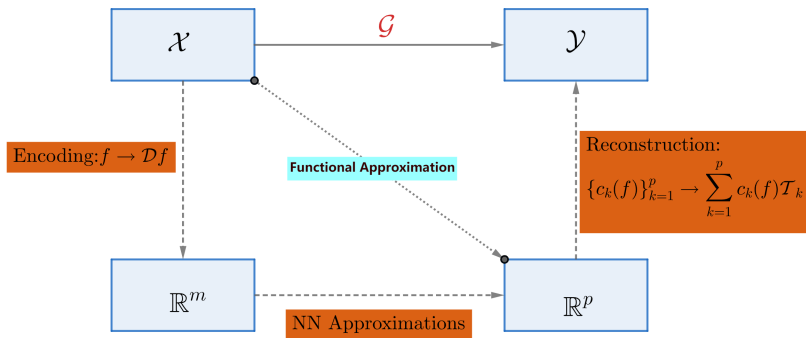 𝒳
𝒢
𝒴
Encoding:f → 𝒟f
Functional Approximation
Reconstruction:
{c_k(f)}_{k=1}^p → ∑_{k=1}^p c_k(f)𝒯_k
ℝ^m
NN Approximations
ℝ^p